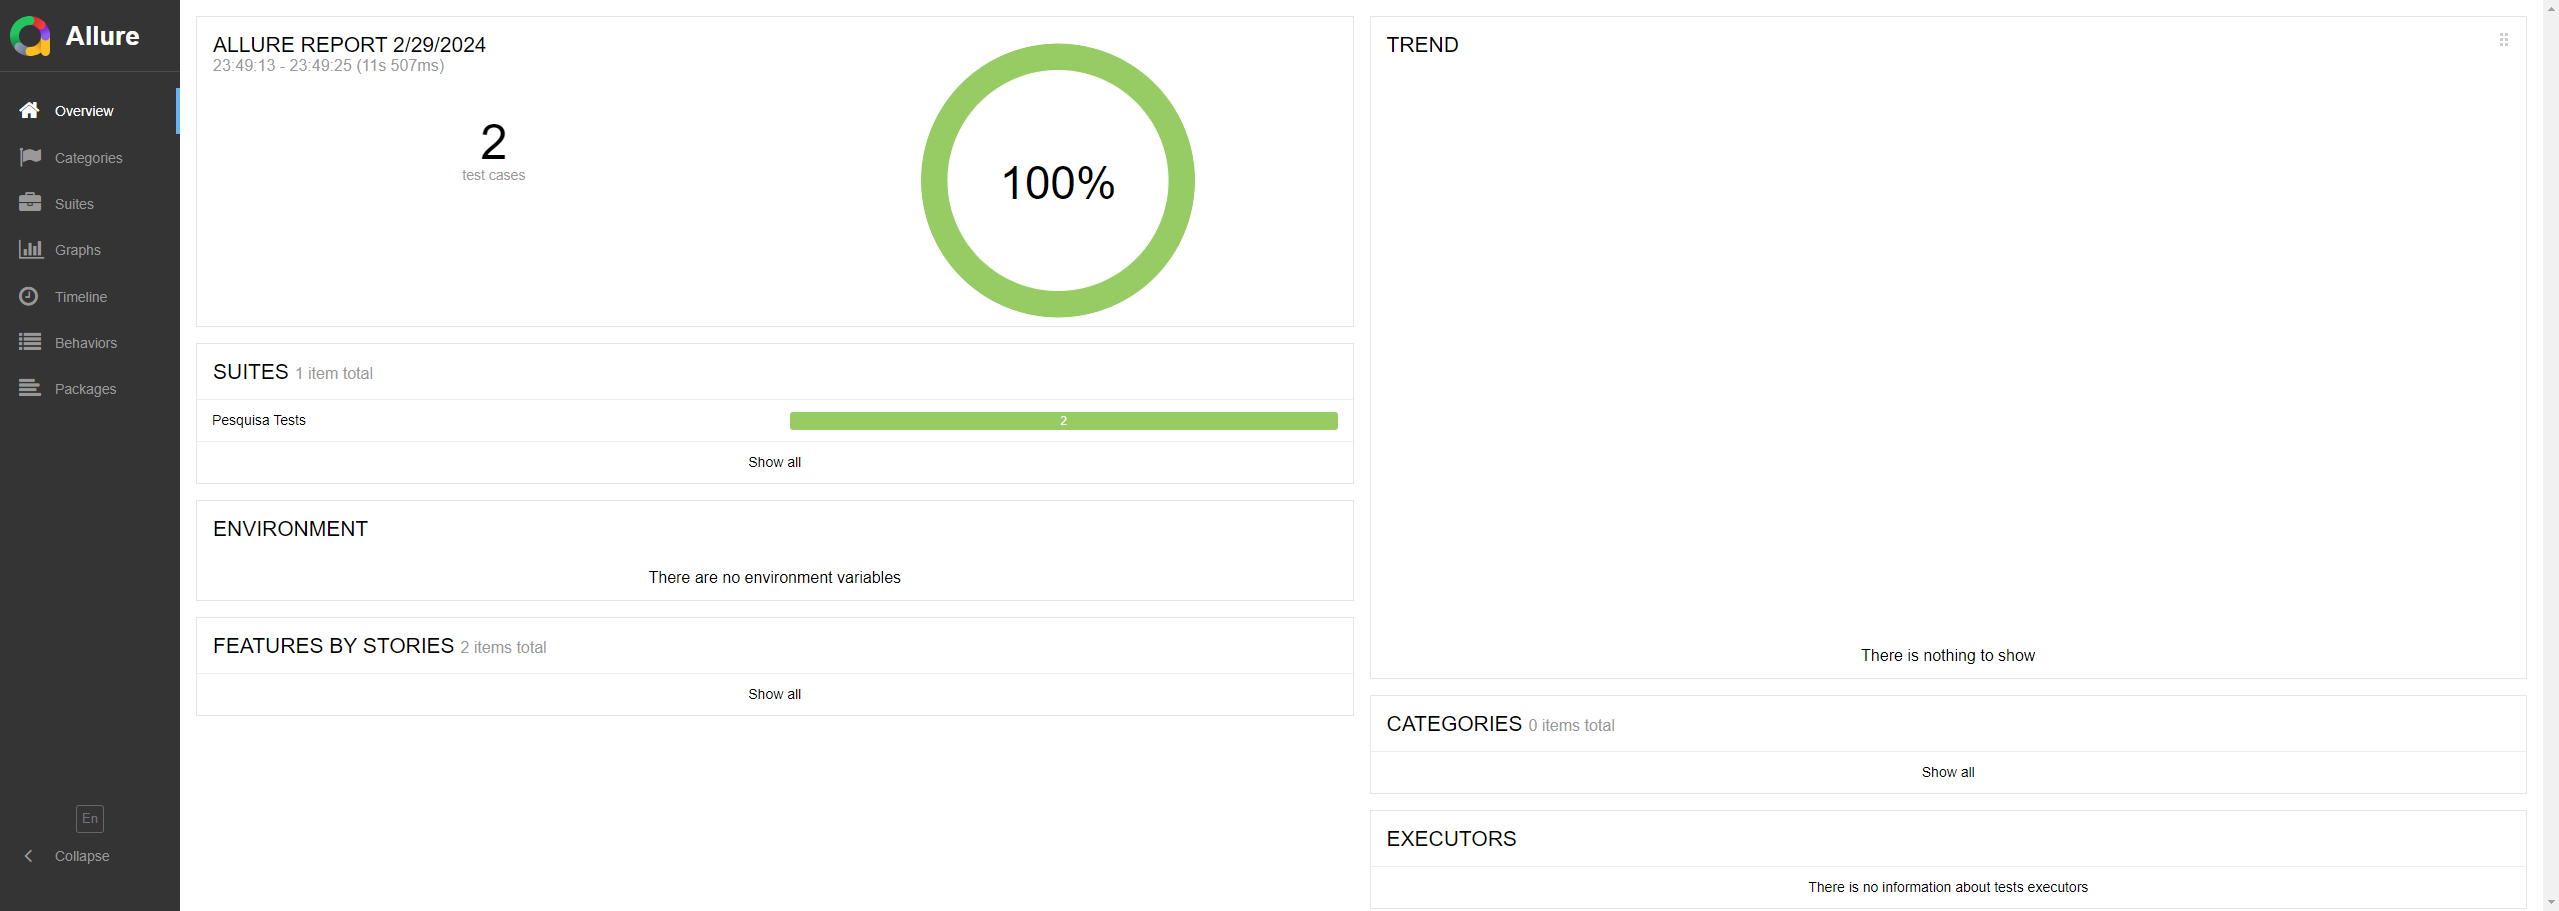 Allure
Overview
Categories
Suites
Graphs
Timeline
Behaviors
Packages
En
Collapse
ALLURE REPORT 2/29/2024
23:49:13 - 23:49:25 (11s 507ms)
2
test cases
100%
SUITES 1 item total
Pesquisa Tests 2
Show all
ENVIRONMENT
There are no environment variables
FEATURES BY STORIES 2 items total
Show all
TREND
There is nothing to show
CATEGORIES 0 items total
Show all
EXECUTORS
There is no information about tests executors